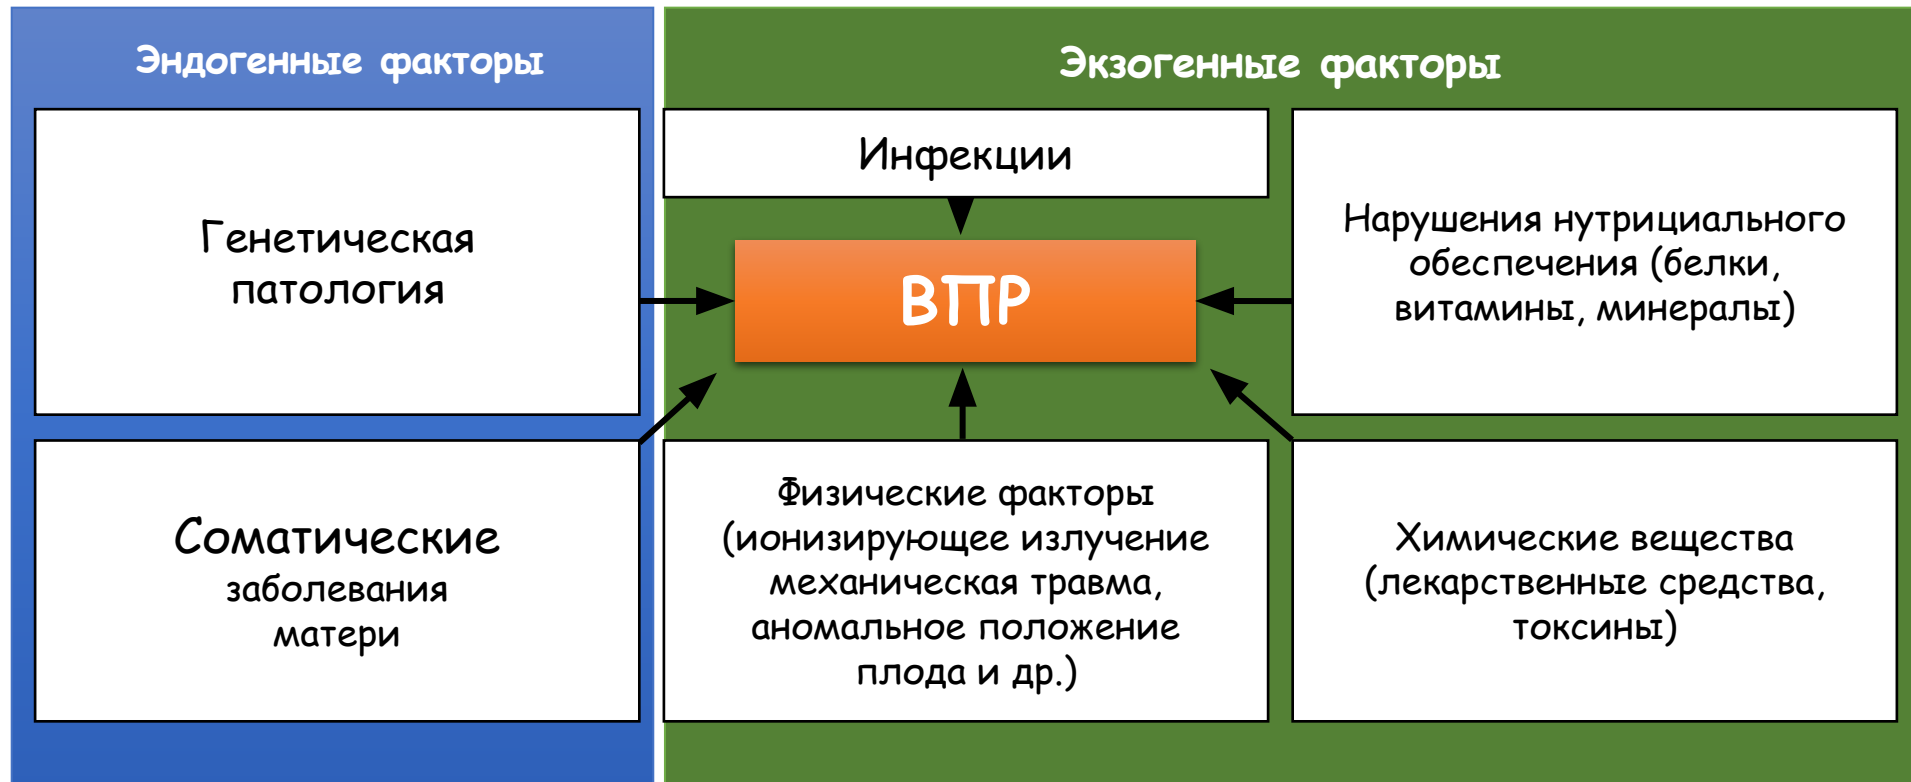 Эндогенные факторы
Экзогенные факторы
Генетическая
патология
Инфекции
Нарушения нутрициального
обеспечения (белки,
витамины, минералы)
ВПР
Соматические
заболевания
матери
Физические факторы
(ионизирующее излучение
механическая травма,
аномальное положение
плода и др.)
Химические вещества
(лекарственные средства,
токсины)